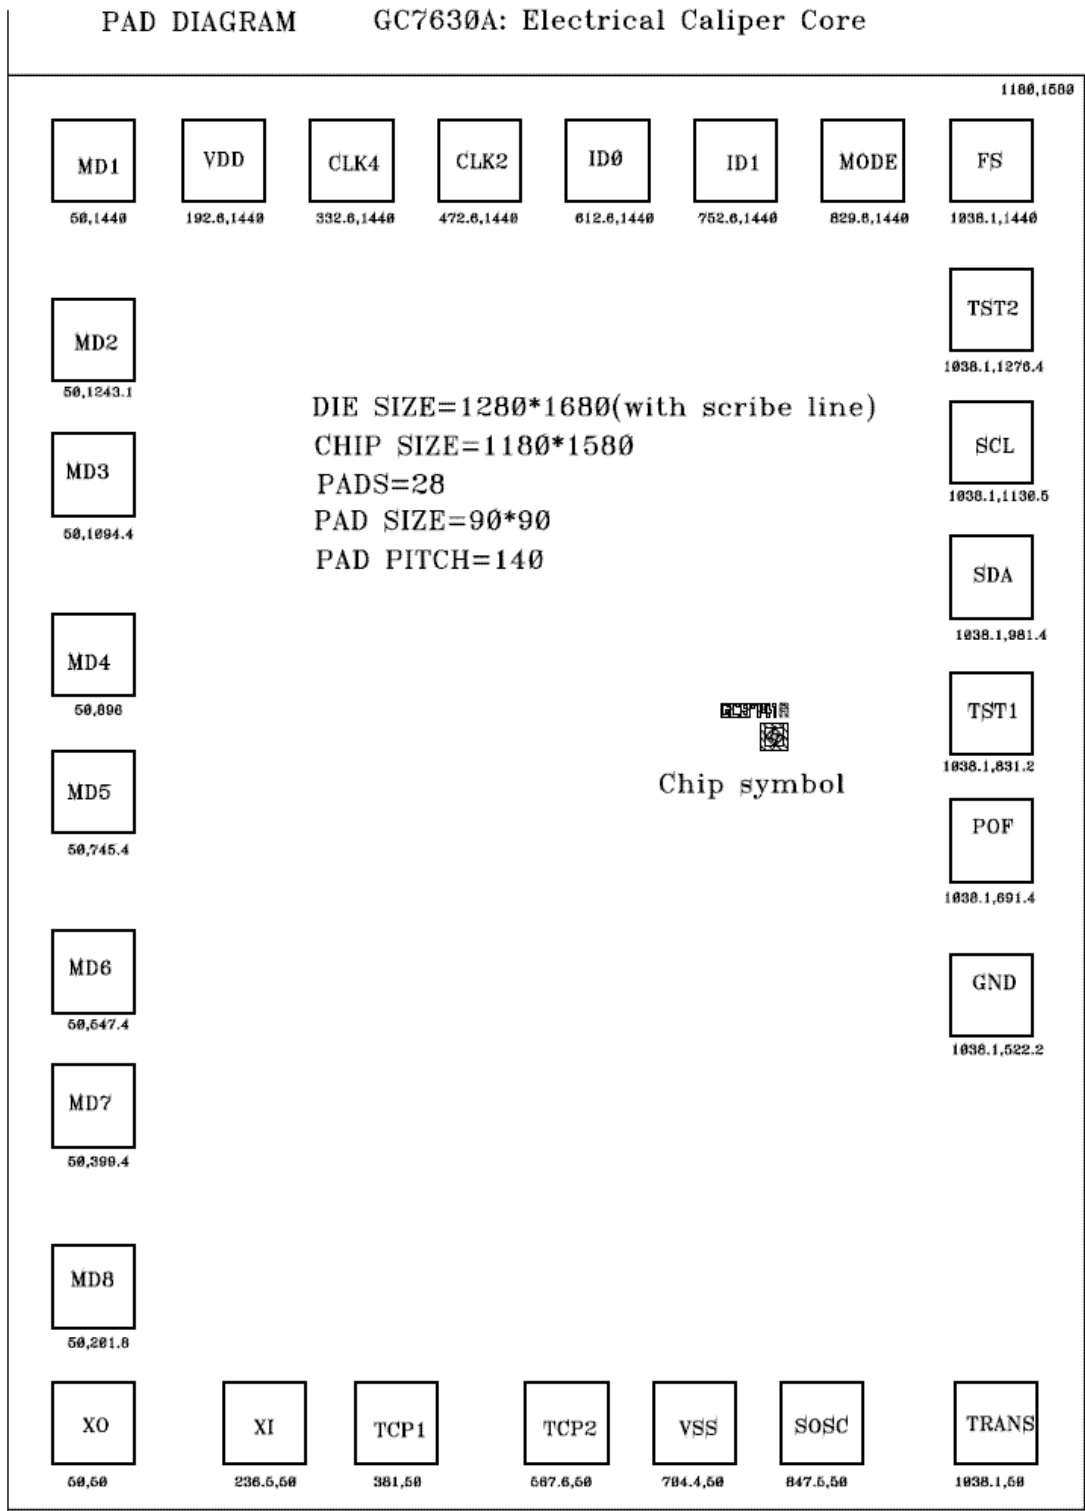 PAD DIAGRAM GC7630A: Electrical Caliper Core
1180,1580
MD1 VDD CLK4 CLK2 ID0 ID1 MODE FS
50,1440 192.6,1440 332.6,1440 472.6,1440 612.6,1440 752.6,1440 829.8,1440 1038.1,1440
TST2
1038.1,1276.4
MD2
50,1243.1
DIE SIZE=1280*1680(with scribe line)
CHIP SIZE=1180*1580
PADS=28
PAD SIZE=90*90
PAD PITCH=140
SCL
1038.1,1130.5
MD3
50,1094.4
SDA
1038.1,981.4
MD4
50,896
TST1
1038.1,831.2
Chip symbol
MD5
50,745.4
POF
1038.1,691.4
MD6
50,547.4
GND
1038.1,522.2
MD7
50,399.4
MD8
50,201.8
XO XI TCP1 TCP2 VSS SOSC TRANS
50,50 236.5,50 381,50 567.6,50 704.4,50 847.5,50 1038.1,50